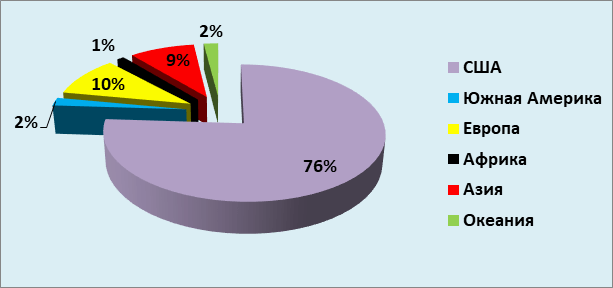 2%
1%
9%
10%
2%
76%
США
Южная Америка
Европа
Африка
Азия
Океания